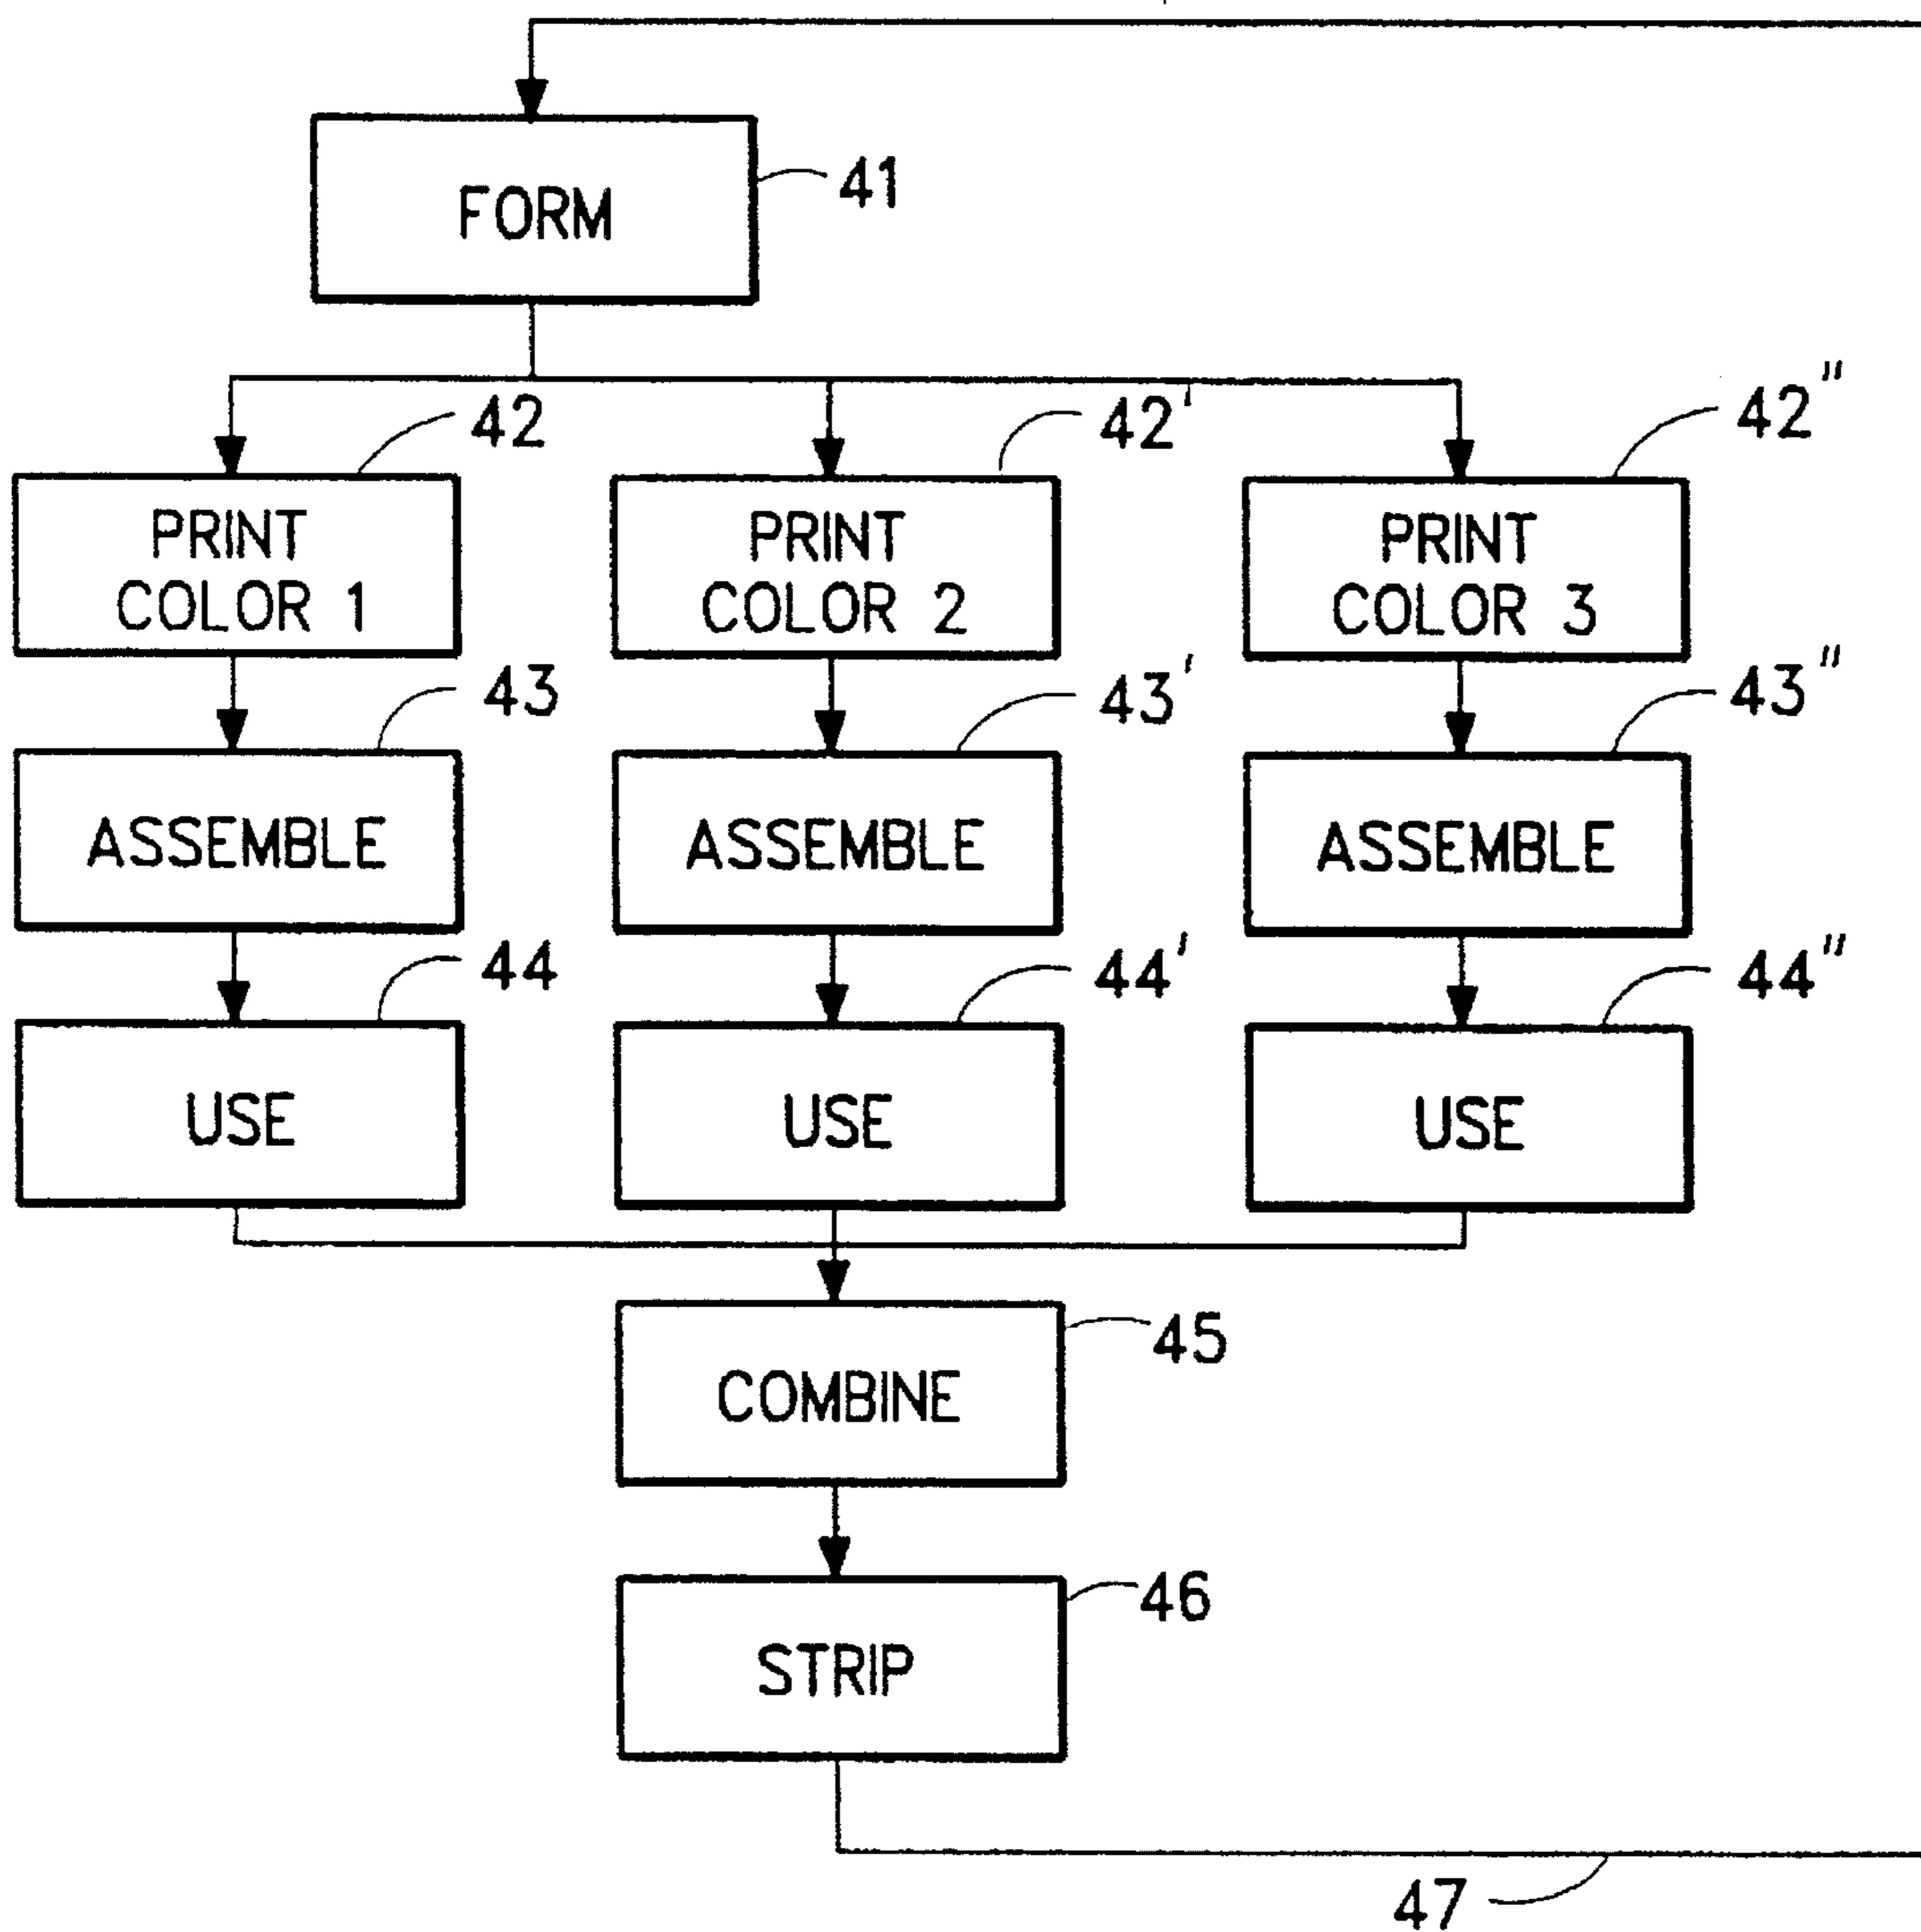 FORM
41
42
42'
42"
PRINT
COLOR 1
PRINT
COLOR 2
PRINT
COLOR 3
43
43'
43"
ASSEMBLE
ASSEMBLE
ASSEMBLE
44
44'
44"
USE
USE
USE
45
COMBINE
46
STRIP
47